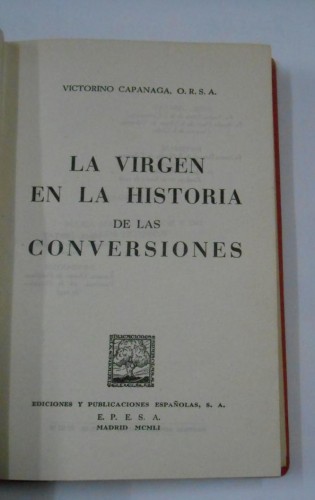 VICTORINO CAPANAGA, O. R. S. A.
LA VIRGEN
EN LA HISTORIA
DE LAS
CONVERSIONES
EDICIONES Y PUBLICACIONES ESPAÑOLAS, S. A.
E. P. E. S. A.
MADRID MCMLI